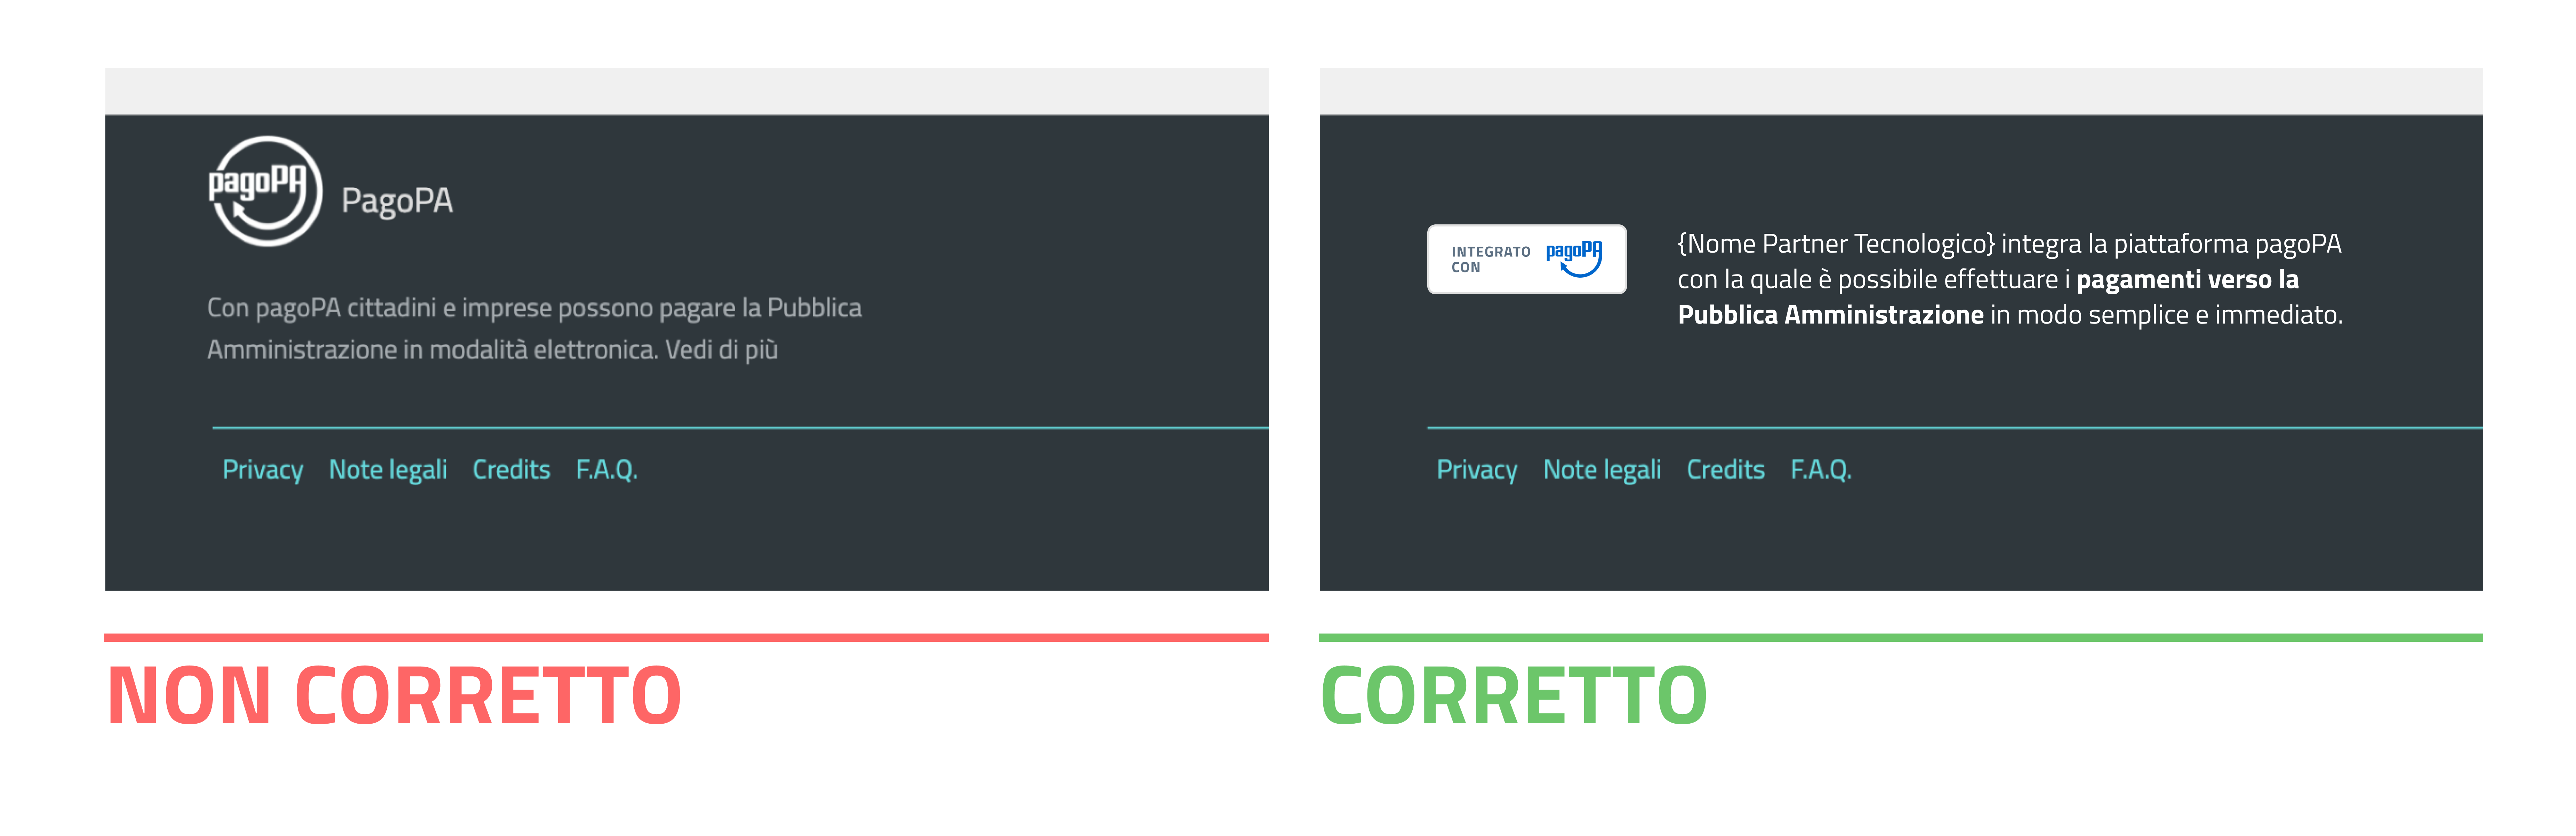 pagoPA
PagoPA
Con pagoPA cittadini e imprese possono pagare la Pubblica
Amministrazione in modalità elettronica. Vedi di più
Privacy Note legali Credits F.A.Q.
NON CORRETTO
INTEGRATO
CON
pagoPA
{Nome Partner Tecnologico} integra la piattaforma pagoPA
con la quale è possibile effettuare i pagamenti verso la
Pubblica Amministrazione in modo semplice e immediato.
Privacy Note legali Credits F.A.Q.
CORRETTO